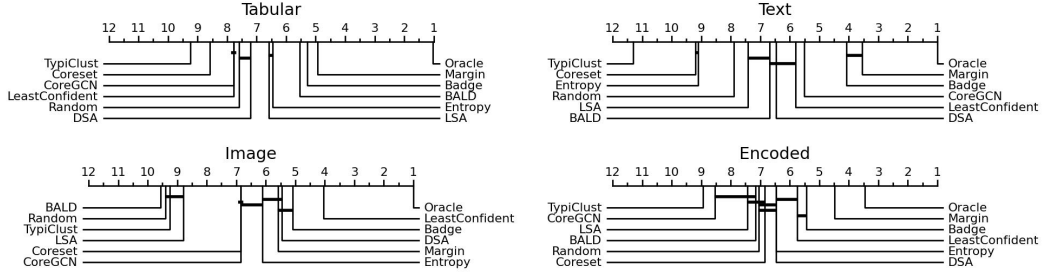 Tabular
12 11 10 9 8 7 6 5 4 3 2 1
TypiClust
Coreset
CoreGCN
LeastConfident
Random
DSA
Oracle
Margin
Badge
BALD
Entropy
LSA
Text
12 11 10 9 8 7 6 5 4 3 2 1
TypiClust
Coreset
Entropy
Random
LSA
BALD
Oracle
Margin
Badge
CoreGCN
LeastConfident
DSA
Image
12 11 10 9 8 7 6 5 4 3 2 1
BALD
Random
TypiClust
LSA
Coreset
CoreGCN
Oracle
LeastConfident
Badge
DSA
Margin
Entropy
Encoded
12 11 10 9 8 7 6 5 4 3 2 1
TypiClust
CoreGCN
LSA
BALD
Random
Coreset
Oracle
Margin
Badge
LeastConfident
Entropy
DSA